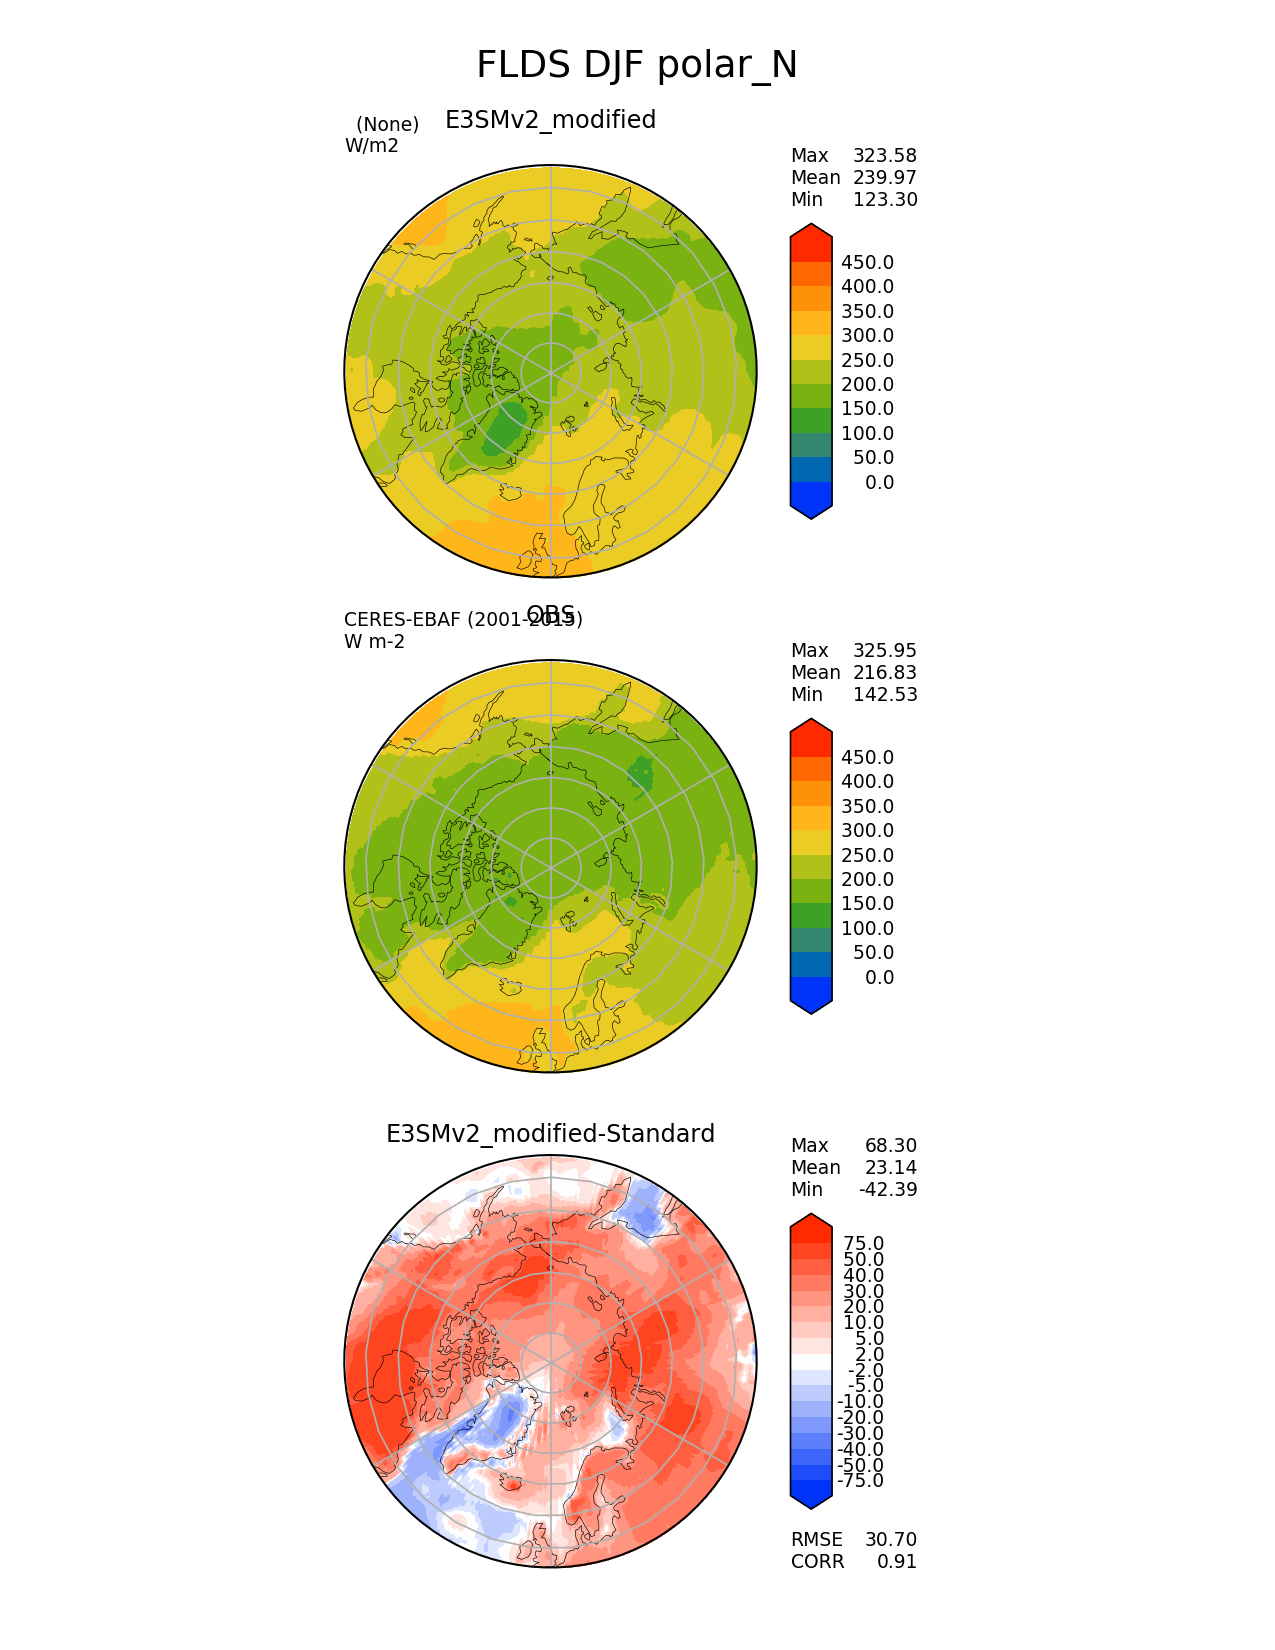 FLDS DJF polar_N
E3SMv2_modified
(None)
W/m2
Max 323.58
Mean 239.97
Min 123.30
450.0
400.0
350.0
300.0
250.0
200.0
150.0
100.0
50.0
0.0
OBS
CERES-EBAF (2001-2015)
W m-2
Max 325.95
Mean 216.83
Min 142.53
450.0
400.0
350.0
300.0
250.0
200.0
150.0
100.0
50.0
0.0
E3SMv2_modified-Standard
Max 68.30
Mean 23.14
Min -42.39
75.0
50.0
40.0
30.0
20.0
10.0
5.0
2.0
-2.0
-5.0
-10.0
-20.0
-30.0
-40.0
-50.0
-75.0
RMSE 30.70
CORR 0.91